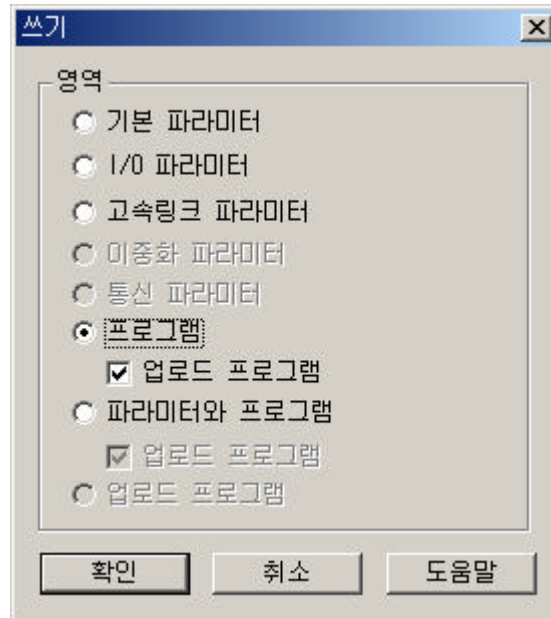 쓰기
영역
기본 파라미터
I/O 파라미터
고속링크 파라미터
이중화 파라미터
통신 파라미터
프로그램
업로드 프로그램
파라미터와 프로그램
업로드 프로그램
업로드 프로그램
확인 취소 도움말